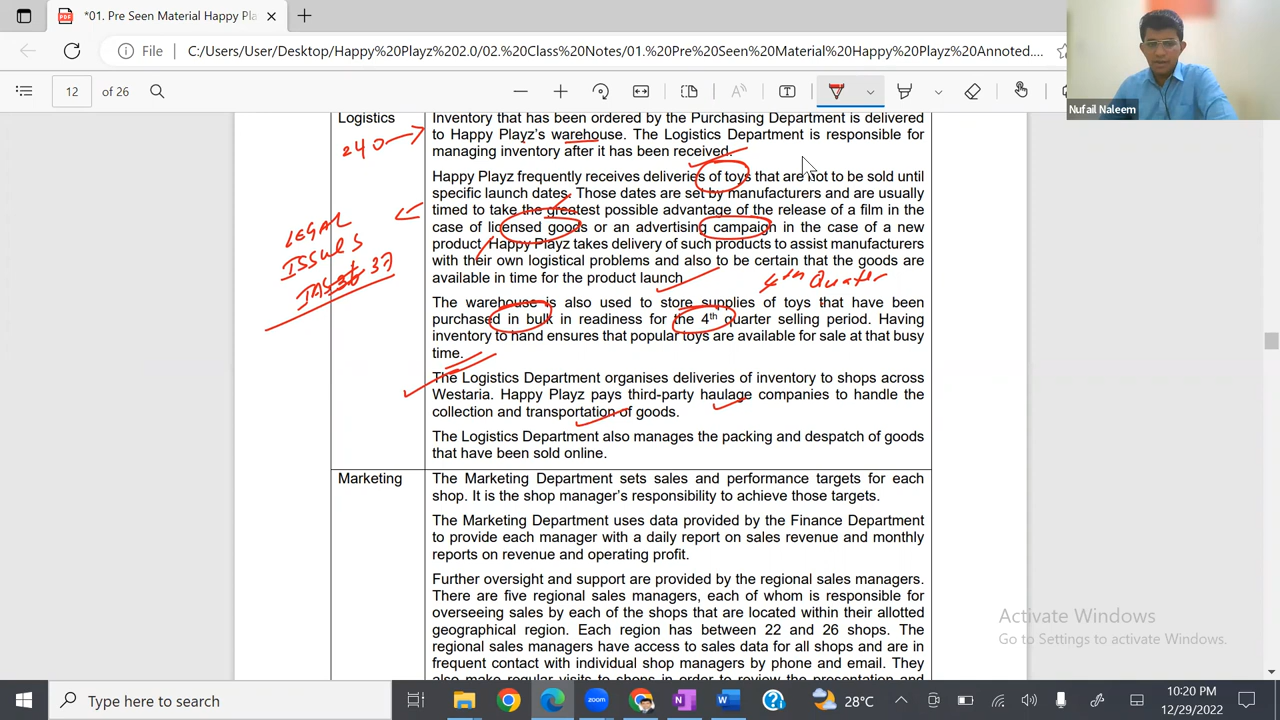 *01. Pre Seen Material Happy Pla
File
C:/Users/User/Desktop/Happy%20Playz%202.0/02.%20Class%20Notes/01.%20Pre%20Seen%20Material%20Happy%20Playz%20Annoted....
12 of 26
Nufail Naleem
Logistics
240
Inventory that has been ordered by the Purchasing Department is delivered
to Happy Playz's warehouse. The Logistics Department is responsible for
managing inventory after it has been received.
Happy Playz frequently receives deliveries of toys that are not to be sold until
specific launch dates. Those dates are set by manufacturers and are usually
timed to take the greatest possible advantage of the release of a film in the
case of licensed goods or an advertising campaign in the case of a new
product. Happy Playz takes delivery of such products to assist manufacturers
with their own logistical problems and also to be certain that the goods are
available in time for the product launch
LEGAL
ISSUES
IAS 36 37
4th Quarter
The warehouse is also used to store supplies of toys that have been
purchased in bulk in readiness for the 4th quarter selling period. Having
inventory to hand ensures that popular toys are available for sale at that busy
time.
The Logistics Department organises deliveries of inventory to shops across
Westaria. Happy Playz pays third-party haulage companies to handle the
collection and transportation of goods.
The Logistics Department also manages the packing and despatch of goods
that have been sold online.
Marketing
The Marketing Department sets sales and performance targets for each
shop. It is the shop manager's responsibility to achieve those targets.
The Marketing Department uses data provided by the Finance Department
to provide each manager with a daily report on sales revenue and monthly
reports on revenue and operating profit.
Further oversight and support are provided by the regional sales managers.
There are five regional sales managers, each of whom is responsible for
overseeing sales by each of the shops that are located within their allotted
geographical region. Each region has between 22 and 26 shops. The
regional sales managers have access to sales data for all shops and are in
frequent contact with individual shop managers by phone and email. They
also make regular visits to shops in order to review the presentation and
Activate Windows
Go to Settings to activate Windows.
Type here to search
zoom
28°C
10:20 PM
12/29/2022